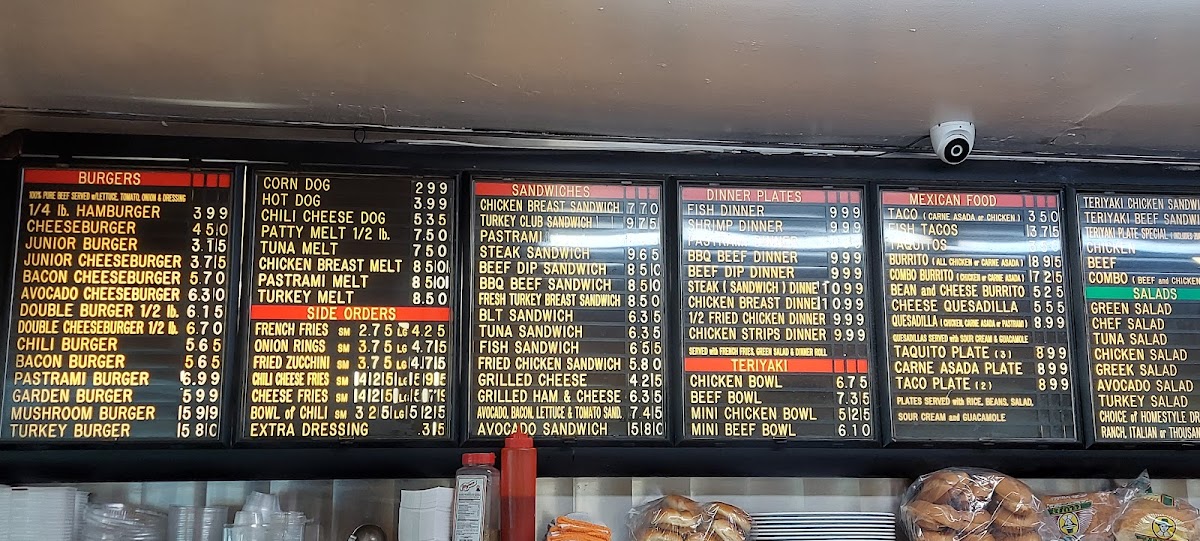 BURGERS
100% PURE BEEF SERVED w/LETTUCE, TOMATO, ONION & DRESSING
1/4 lb. HAMBURGER 3.99
CHEESEBURGER 4.50
JUNIOR BURGER 3.15
JUNIOR CHEESEBURGER 3.75
BACON CHEESEBURGER 5.70
AVOCADO CHEESEBURGER 6.30
DOUBLE BURGER 1/2 lb. 6.15
DOUBLE CHEESEBURGER 1/2 lb. 6.70
CHILI BURGER 5.65
BACON BURGER 5.65
PASTRAMI BURGER 6.99
GARDEN BURGER 5.99
MUSHROOM BURGER 5.99
TURKEY BURGER 5.80
CORN DOG 2.99
HOT DOG 3.99
CHILI CHEESE DOG 5.35
PATTY MELT 1/2 lb. 7.50
TUNA MELT 7.50
CHICKEN BREAST MELT 8.50
PASTRAMI MELT 8.50
TURKEY MELT 8.50
SIDE ORDERS
FRENCH FRIES SM 2.75 LG 4.25
ONION RINGS SM 3.75 LG 4.75
FRIED ZUCCHINI SM 3.75 LG 4.75
CHILI CHEESE FRIES SM 4.25 LG
CHEESE FRIES SM 4.25 LG
BOWL of CHILI SM 3.25 LG 5.25
EXTRA DRESSING .35
SANDWICHES
CHICKEN BREAST SANDWICH 7.70
TURKEY CLUB SANDWICH 9.75
PASTRAMI
STEAK SANDWICH 9.65
BEEF DIP SANDWICH 8.50
BBQ BEEF SANDWICH 8.50
FRESH TURKEY BREAST SANDWICH 8.50
BLT SANDWICH 6.35
TUNA SANDWICH 6.35
FISH SANDWICH 6.55
FRIED CHICKEN SANDWICH 5.80
GRILLED CHEESE 4.25
GRILLED HAM & CHEESE 6.35
AVOCADO, BACON, LETTUCE & TOMATO SAND. 7.45
AVOCADO SANDWICH 5.80
DINNER PLATES
FISH DINNER 9.99
SHRIMP DINNER 9.99
PASTRAMI DINNER 9.99
BBQ BEEF DINNER 9.99
BEEF DIP DINNER 9.99
STEAK (SANDWICH) DINNE 10.99
CHICKEN BREAST DINNE 10.99
1/2 FRIED CHICKEN DINNER 9.99
CHICKEN STRIPS DINNER 9.99
SERVED with FRENCH FRIES, GREEN SALAD & DINNER ROLL
TERIYAKI
CHICKEN BOWL 6.75
BEEF BOWL 7.35
MINI CHICKEN BOWL 5.25
MINI BEEF BOWL 6.10
MEXICAN FOOD
TACO (CARNE ASADA or CHICKEN) 3.50
FISH TACOS 3.75
TAQUITOS
BURRITO (ALL CHICKEN or CARNE ASADA) 8.95
COMBO BURRITO (CHICKEN or CARNE ASADA) 7.25
BEAN and CHEESE BURRITO 5.25
CHEESE QUESADILLA 5.55
QUESADILLA (CHICKEN, CARNE ASADA or PASTRAMI) 8.99
QUESADILLAS SERVED with SOUR CREAM & GUACAMOLE
TAQUITO PLATE (3) 8.99
CARNE ASADA PLATE 8.99
TACO PLATE (2) 8.99
PLATES SERVED with RICE, BEANS, SALAD,
SOUR CREAM and GUACAMOLE
TERIYAKI CHICKEN SANDWI
TERIYAKI BEEF SANDW
TERIYAKI PLATE SPECIAL
CHICKEN
BEEF
COMBO (BEEF and CHICKEN
SALADS
GREEN SALAD
CHEF SALAD
TUNA SALAD
CHICKEN SALAD
GREEK SALAD
AVOCADO SALAD
TURKEY SALAD
CHOICE of HOMESTYLE DR
RANCH, ITALIAN or THOUSAN